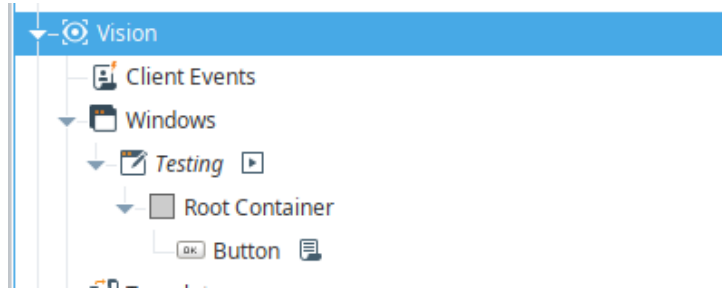 Vision
Client Events
Windows
Testing
Root Container
OK Button